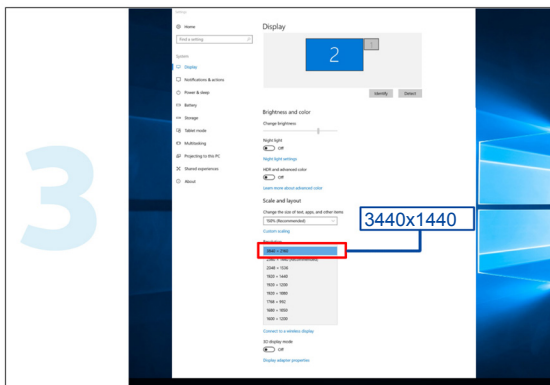 3
Settings
Home
Find a setting
System
Display
Notifications & actions
Power & sleep
Battery
Storage
Tablet mode
Multitasking
Projecting to this PC
Shared experiences
About
Display
2
1
Identify
Detect
Brightness and color
Change brightness
Night light
Off
Night light settings
HDR and advanced color
Off
Learn more about advanced color
Scale and layout
Change the size of text, apps, and other items
100% (Recommended)
Custom scaling
Resolution
3440x1440
1920 × 1440
1920 × 1200
1920 × 1080
1680 × 1050
1600 × 1200
Connect to a wireless display
3D display mode
Off
Display adapter properties